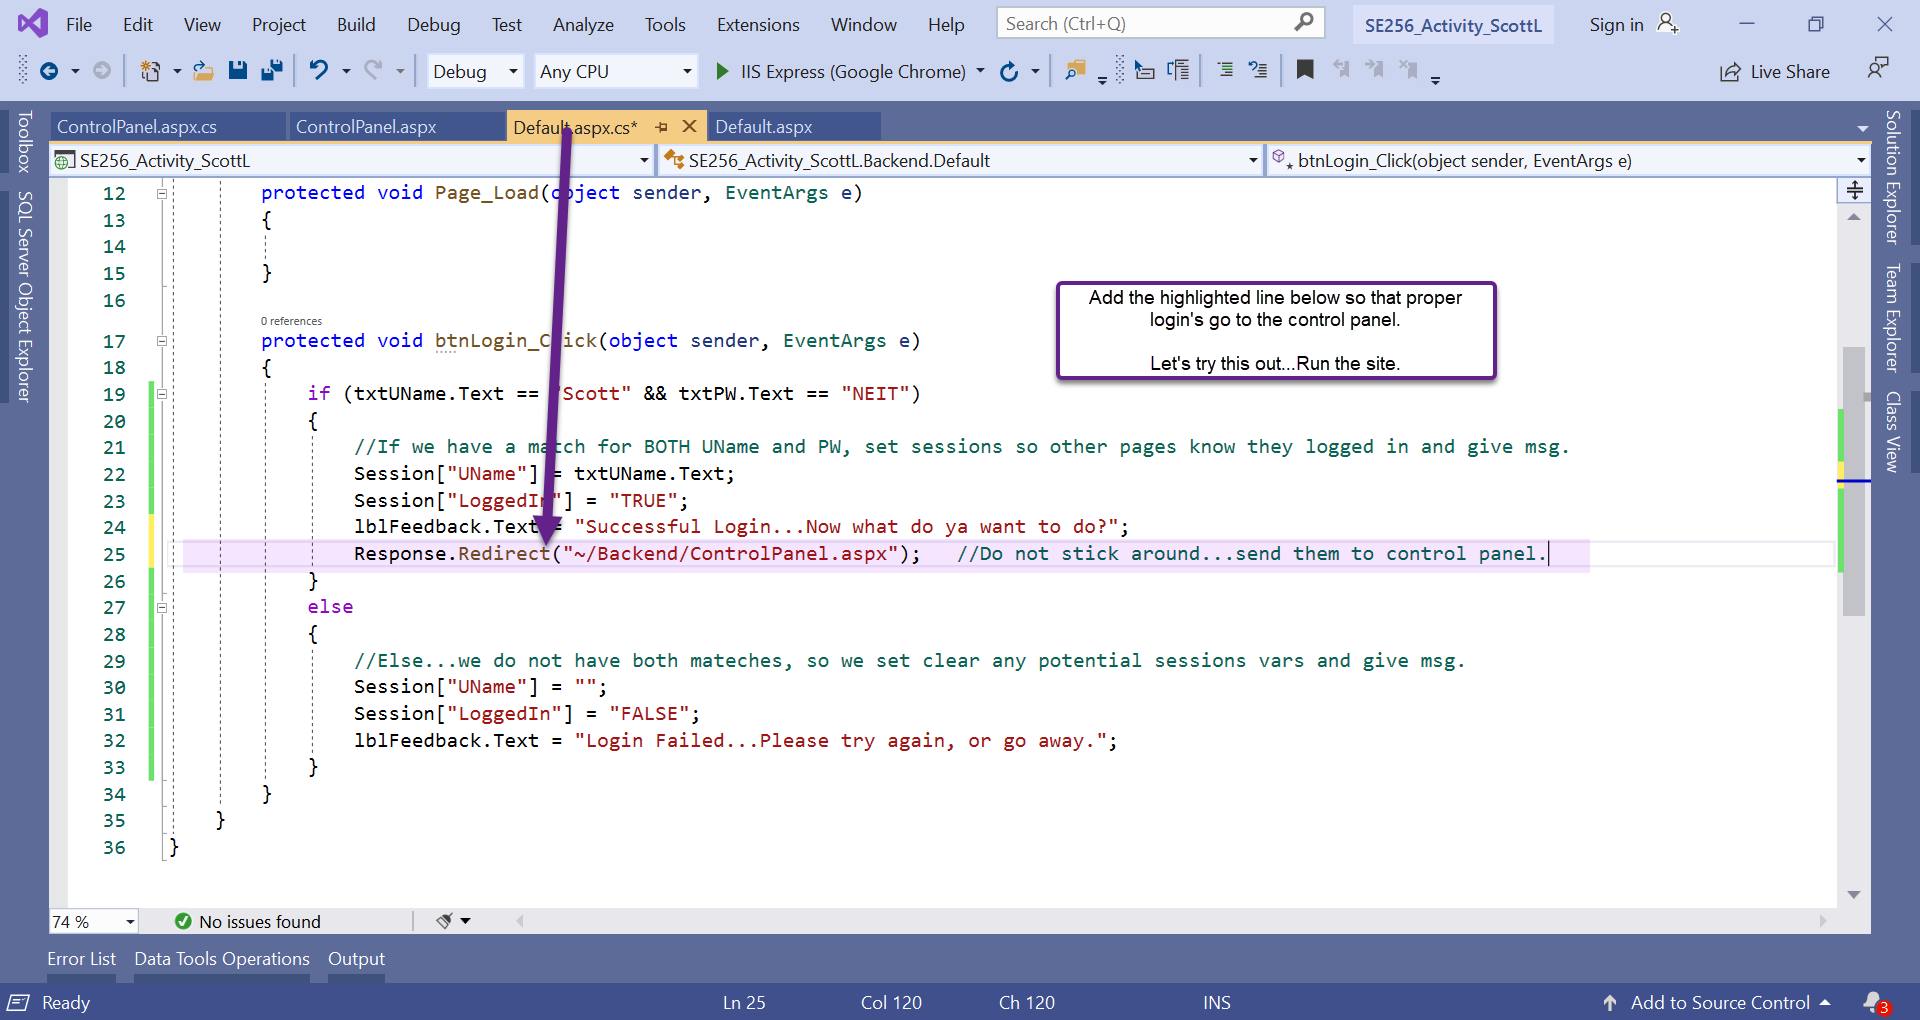 File Edit View Project Build Debug Test Analyze Tools Extensions Window Help Search (Ctrl+Q) SE256_Activity_ScottL Sign in
Debug Any CPU IIS Express (Google Chrome) Live Share
ControlPanel.aspx.cs ControlPanel.aspx Default.aspx.cs* Default.aspx
SE256_Activity_ScottL SE256_Activity_ScottL.Backend.Default btnLogin_Click(object sender, EventArgs e)
Toolbox
SQL Server Object Explorer
12 protected void Page_Load(object sender, EventArgs e)
13 {
14
15 }
16
0 references
17 protected void btnLogin_Click(object sender, EventArgs e)
18 {
19 if (txtUName.Text == "Scott" && txtPW.Text == "NEIT")
20 {
21 //If we have a match for BOTH UName and PW, set sessions so other pages know they logged in and give msg.
22 Session["UName"] = txtUName.Text;
23 Session["LoggedIn"] = "TRUE";
24 lblFeedback.Text = "Successful Login...Now what do ya want to do?";
25 Response.Redirect("~/Backend/ControlPanel.aspx"); //Do not stick around...send them to control panel.
26 }
27 else
28 {
29 //Else...we do not have both mateches, so we set clear any potential sessions vars and give msg.
30 Session["UName"] = "";
31 Session["LoggedIn"] = "FALSE";
32 lblFeedback.Text = "Login Failed...Please try again, or go away.";
33 }
34 }
35 }
36 }
Add the highlighted line below so that proper
login's go to the control panel.
Let's try this out...Run the site.
Solution Explorer
Team Explorer
Class View
74 % No issues found
Error List Data Tools Operations Output
Ready Ln 25 Col 120 Ch 120 INS Add to Source Control 3